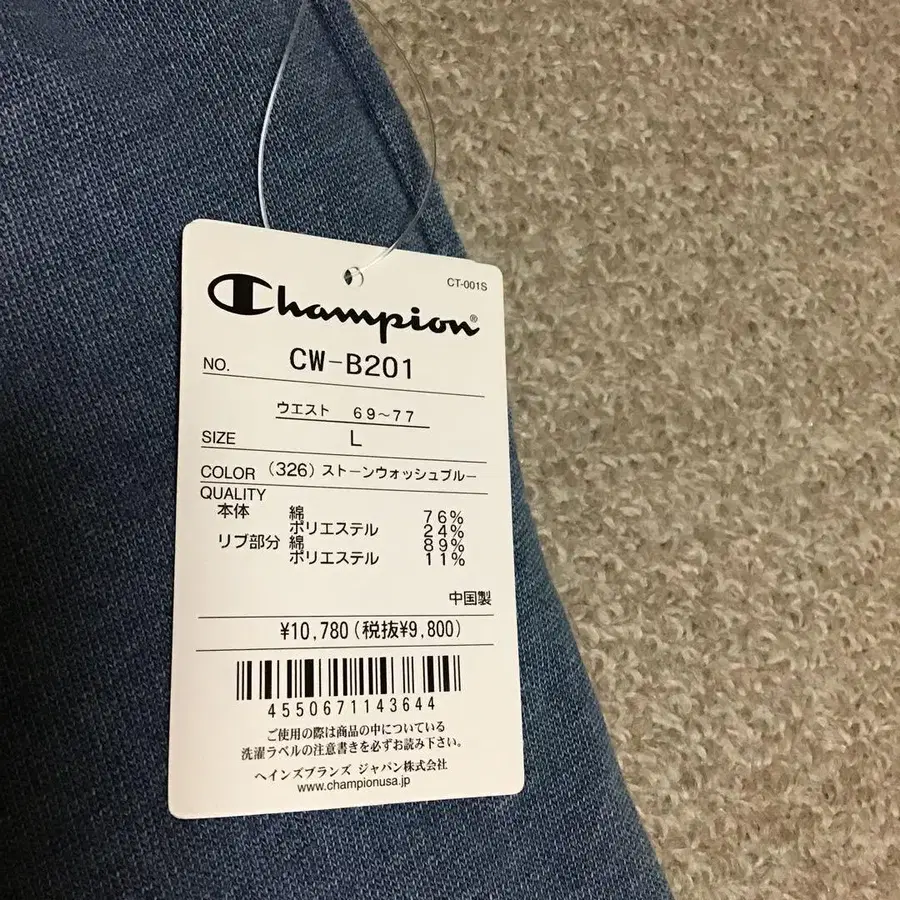 CT-001S
Champion®
NO. CW-B201
ウエスト 69~77
SIZE L
COLOR (326) ストーンウォッシュブルー
QUALITY
本体 綿 76%
ポリエステル 24%
リブ部分 綿 89%
ポリエステル 11%
中国製
¥10,780(税抜¥9,800)
4550671143644
ご使用の際は商品の中についている
洗濯ラベルの注意書きを必ずお読み下さい。
ヘインズブランズ ジャパン株式会社
www.championusa.jp